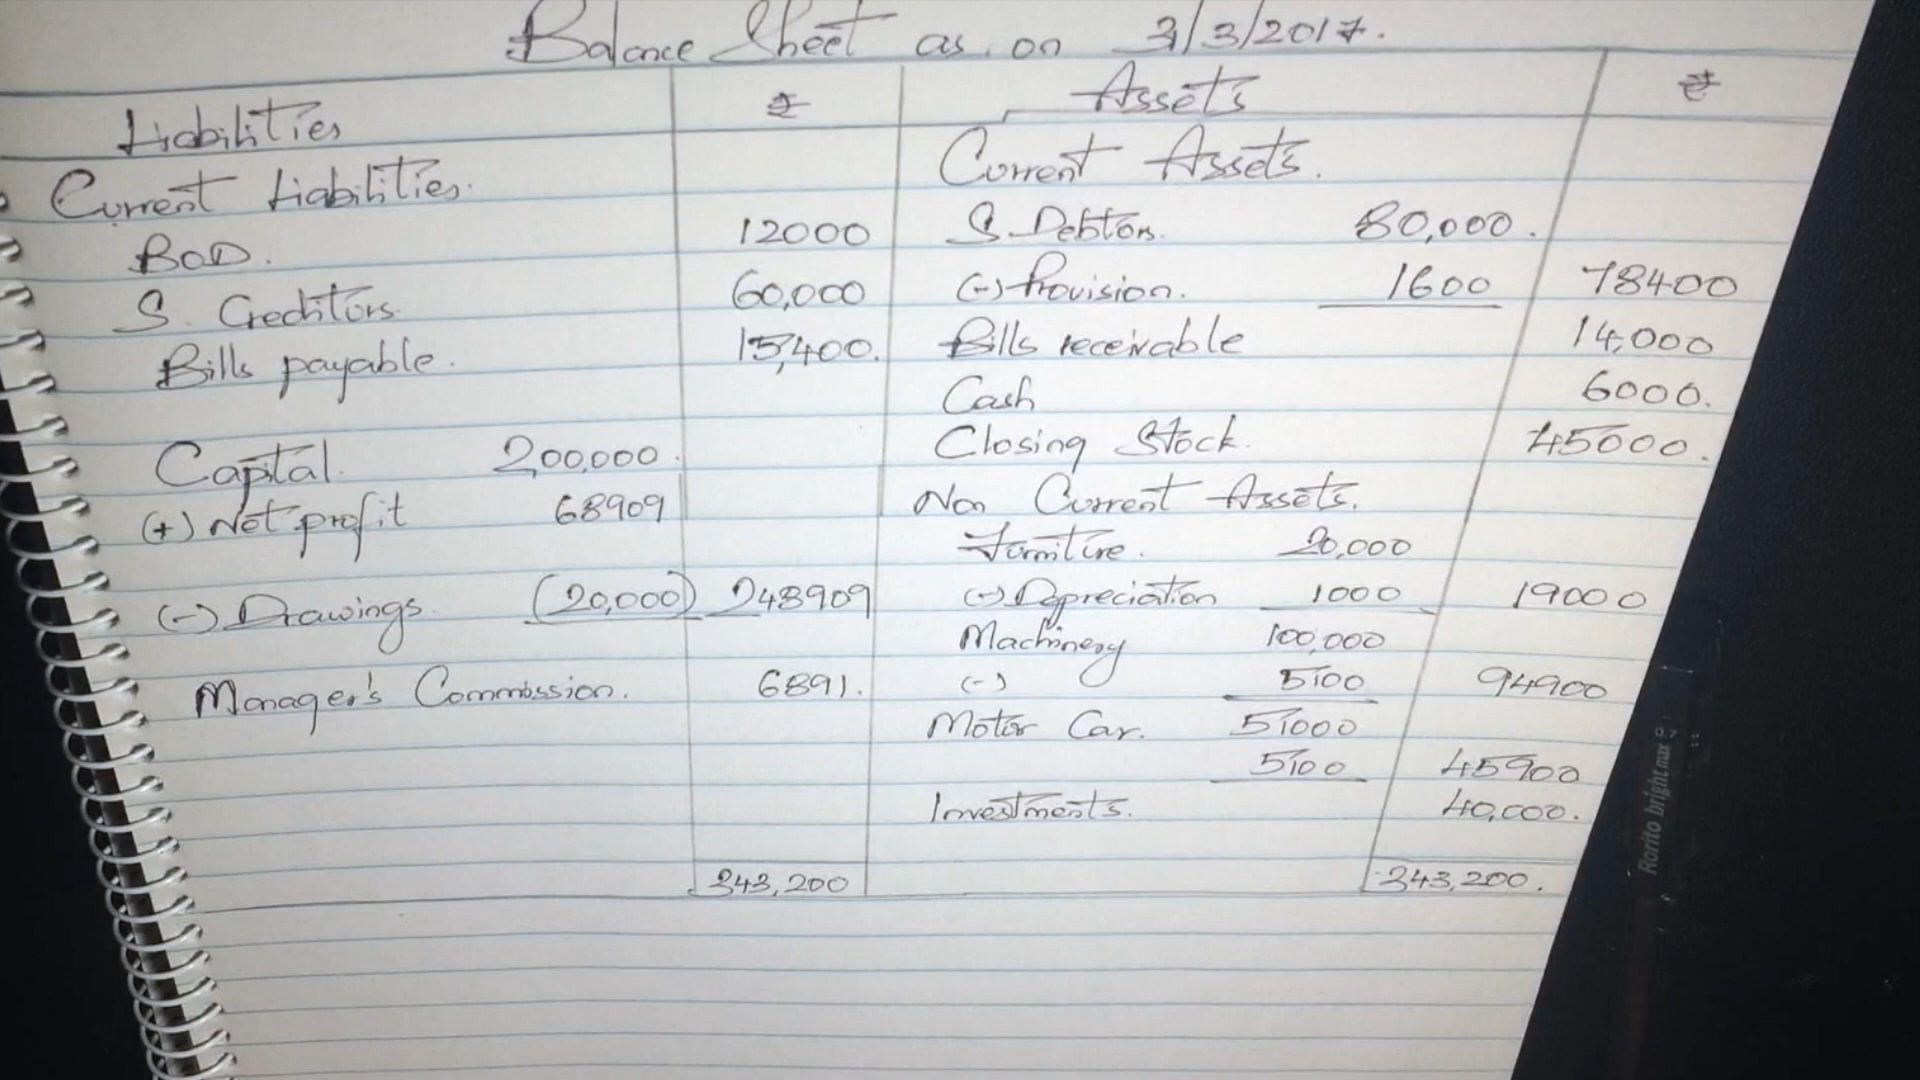 Balance Sheet as on 31/3/2017.
Liabilities ₹ Assets ₹
Current Liabilities. Current Assets.
BOD. 12000 S. Debtors. 80,000.
S. Creditors 60,000 (-) Provision. 1600 78400
Bills payable. 15,400. Bills receivable 14,000
Cash 6000.
Capital. 200,000. Closing Stock. 45000.
(+) Net profit 68909 Non Current Assets.
Furniture. 20,000
(-) Drawings. (20,000) 248909 (-) Depreciation 1000 19000
Machinery 100,000
Manager's Commission. 6891. (-) 5100 94900
Motor Car. 51000
5100 45900
Investments. 40,000.
343,200 343,200.
Rorito brightmax